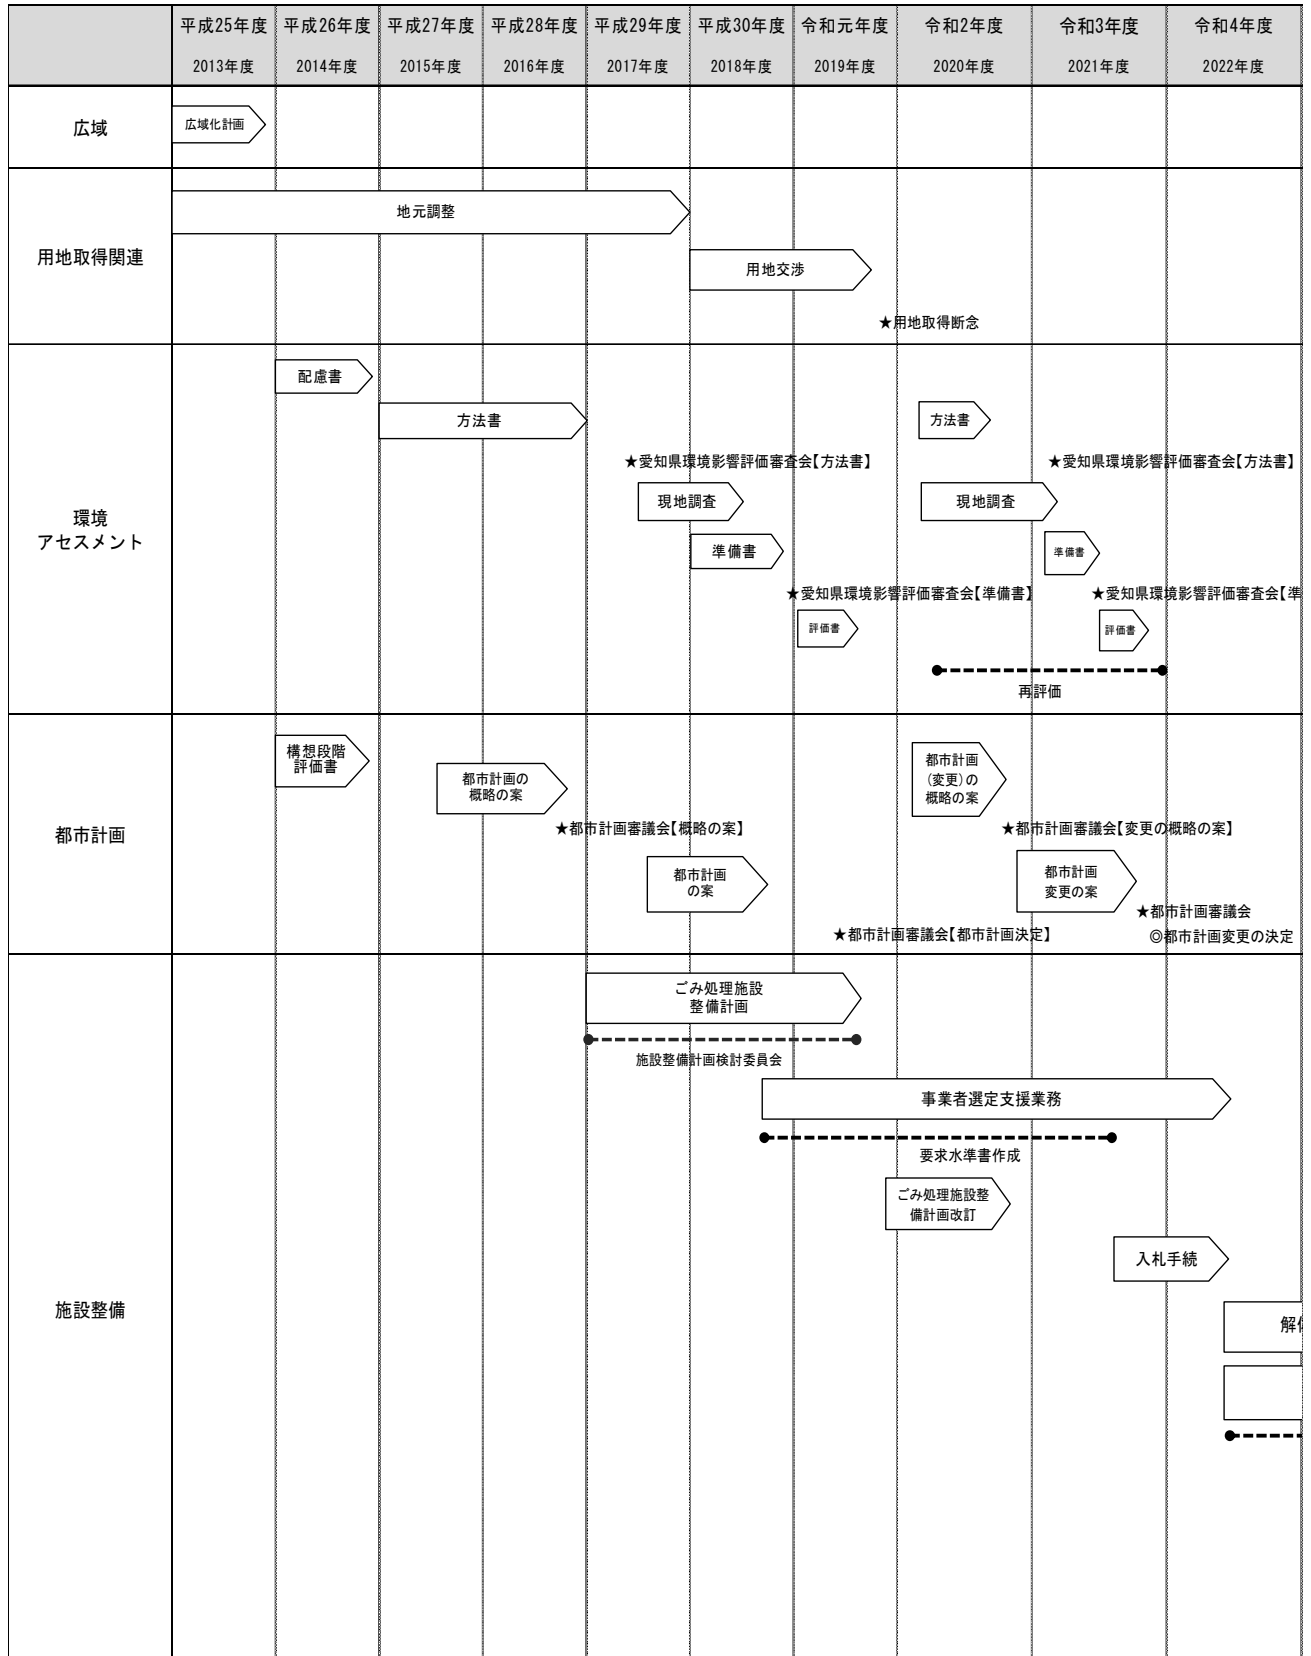 平成25年度 平成26年度 平成27年度 平成28年度 平成29年度 平成30年度 令和元年度 令和2年度 令和3年度 令和4年度
2013年度 2014年度 2015年度 2016年度 2017年度 2018年度 2019年度 2020年度 2021年度 2022年度
広域
広域化計画
用地取得関連
地元調整
用地交渉
★用地取得断念
環境
アセスメント
配慮書
方法書
方法書
★愛知県環境影響評価審査会【方法書】
★愛知県環境影響評価審査会【方法書】
現地調査
現地調査
準備書
準備書
★愛知県環境影響評価審査会【準備書】
★愛知県環境影響評価審査会【準
評価書
評価書
再評価
都市計画
構想段階
評価書
都市計画の
概略の案
都市計画
(変更)の
概略の案
★都市計画審議会【概略の案】
★都市計画審議会【変更の概略の案】
都市計画
の案
都市計画
変更の案
★都市計画審議会
★都市計画審議会【都市計画決定】
◎都市計画変更の決定
施設整備
ごみ処理施設
整備計画
施設整備計画検討委員会
事業者選定支援業務
要求水準書作成
ごみ処理施設整
備計画改訂
入札手続
解